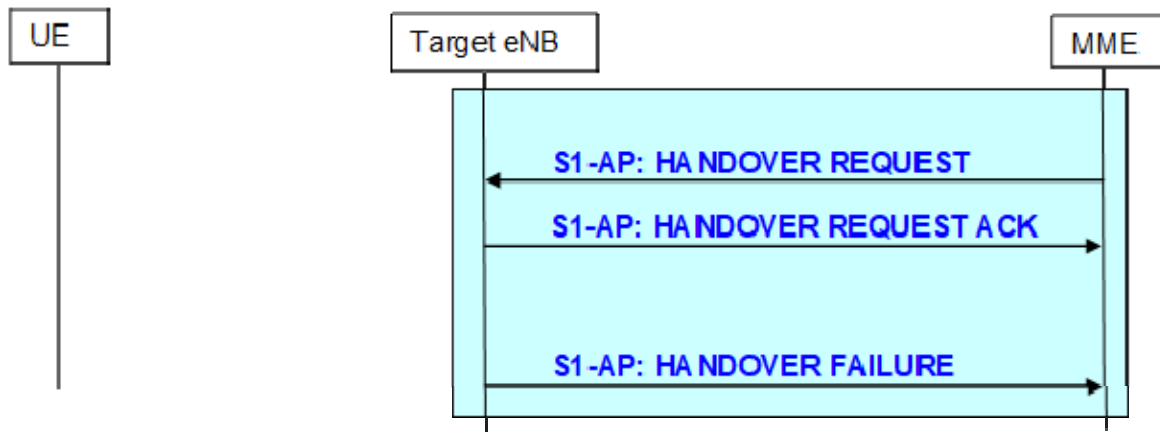 UE
Target eNB
MME
S1-AP: HANDOVER REQUEST
S1-AP: HANDOVER REQUEST ACK
S1-AP: HANDOVER FAILURE